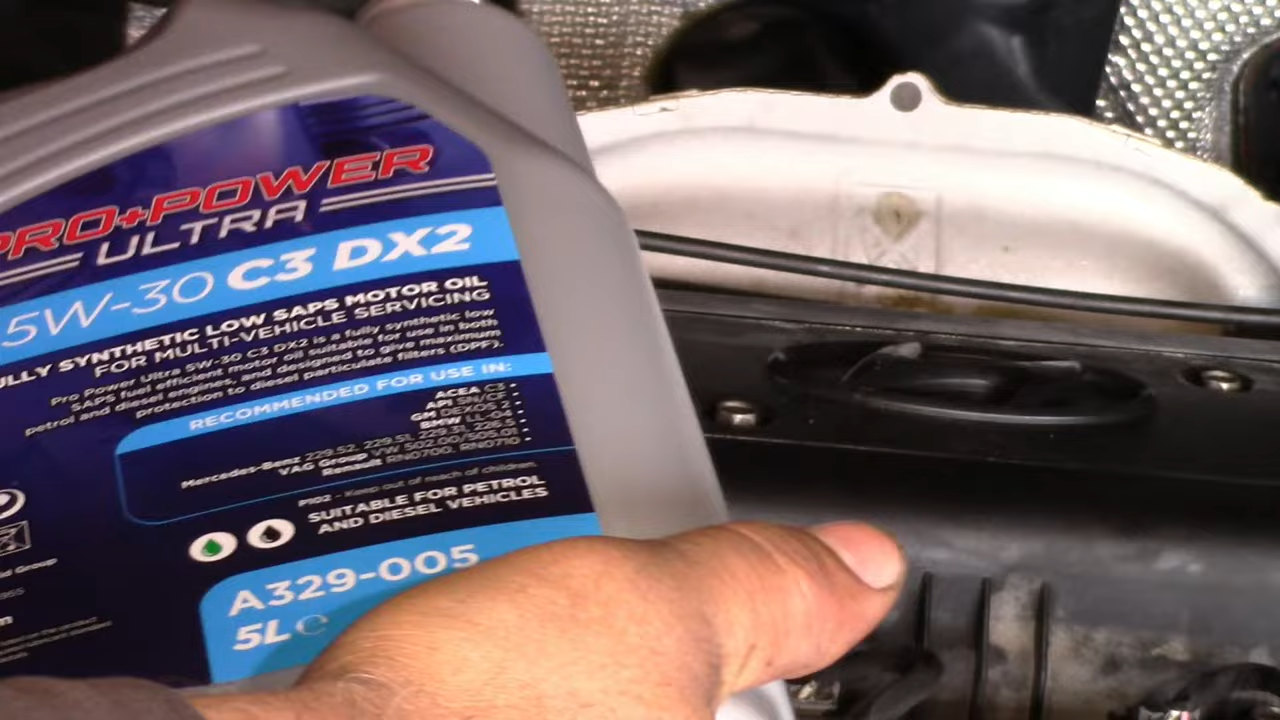 PRO+POWER
ULTRA
5W-30 C3 DX2
FULLY SYNTHETIC LOW SAPS MOTOR OIL
FOR MULTI-VEHICLE SERVICING
Pro Power Ultra 5W-30 C3 DX2 is a fully synthetic low
SAPS fuel efficient motor oil suitable for use in both
petrol and diesel engines, and designed to give maximum
protection to diesel particulate filters (DPF).
RECOMMENDED FOR USE IN:
ACEA C3 •
API SN/CF •
GM DEXOS 2 •
BMW LL-04 •
Mercedes-Benz 229.52, 229.51, 229.31, 226.5 •
VAG Group VW 502.00/505.01 •
Renault RN0700, RN0710 •
P102 - Keep out of reach of children.
SUITABLE FOR PETROL
AND DIESEL VEHICLES
Group
A329-005
5L e